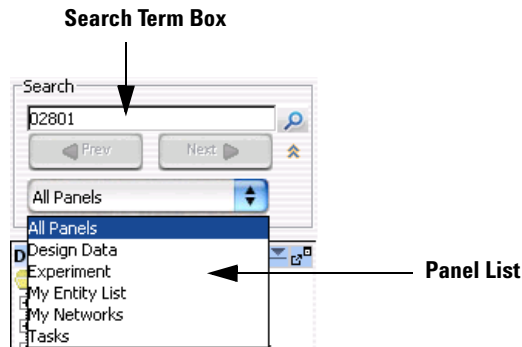 Search Term Box
Search
02801
Prev
Next
All Panels
All Panels
Design Data
D
Experiment
My Entity List
My Networks
Tasks
Panel List